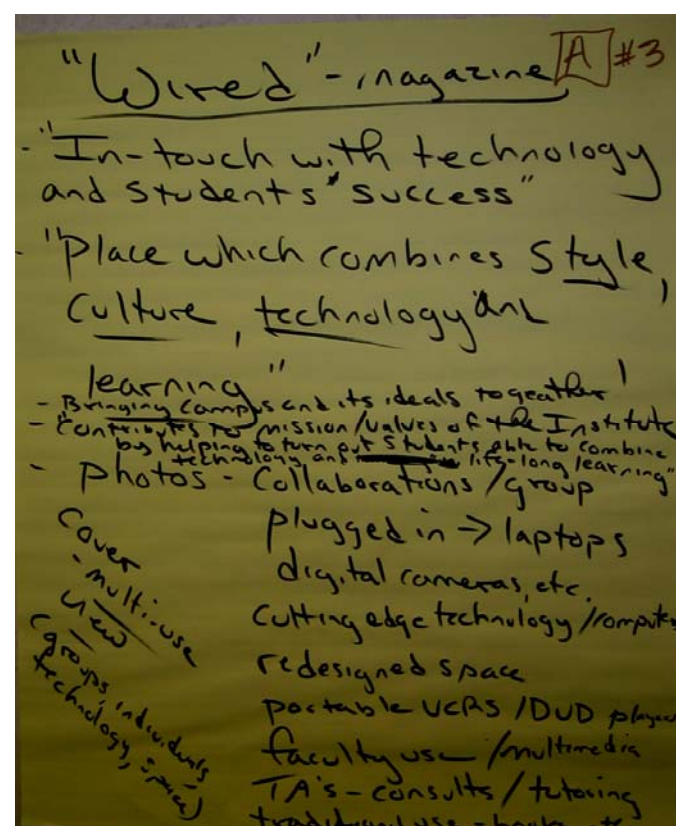 "Wired" - magazine A #3
- "In-touch with technology
and students' success"
- "Place which combines Style,
Culture, technology and
learning"
- Bringing campus and its ideals togeather'
- "Contributes to mission/values of the Institute
by helping to turn out students able to combine
technology and life-long learning"
- Photos - Collaborations/group
plugged in → laptops
digital cameras, etc.
Cutting edge technology/computers
redesigned space
portable VCRS/DVD players
faculty use/multimedia
TA's - consults/tutoring
traditional use - books
Cover
- multi-use
view
(groups, individuals,
technology, space)